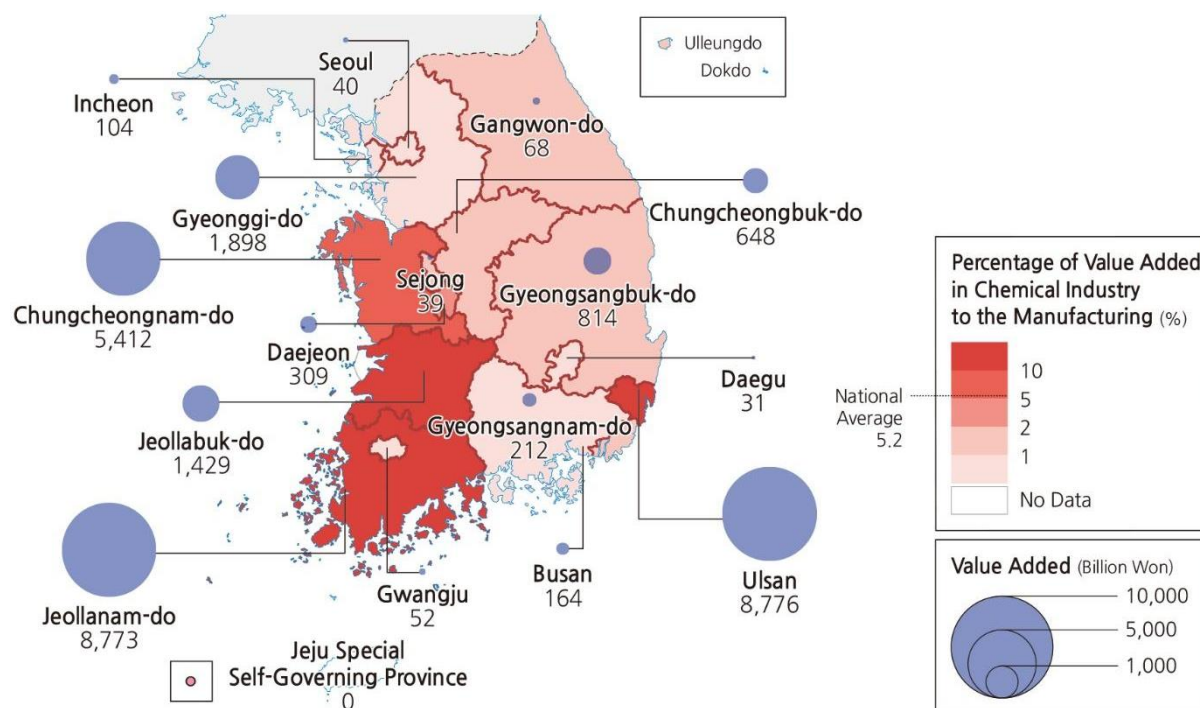 Seoul
40
Incheon
104
Ulleungdo
Dokdo
Gangwon-do
68
Gyeonggi-do
1,898
Chungcheongbuk-do
648
Chungcheongnam-do
5,412
Sejong
39
Gyeongsangbuk-do
814
Daejeon
309
Daegu
31
Jeollabuk-do
1,429
Gyeongsangnam-do
212
Jeollanam-do
8,773
Gwangju
52
Busan
164
Ulsan
8,776
Jeju Special
Self-Governing Province
0
Percentage of Value Added
in Chemical Industry
to the Manufacturing (%)
10
5
2
1
No Data
National
Average
5.2
Value Added (Billion Won)
10,000
5,000
1,000